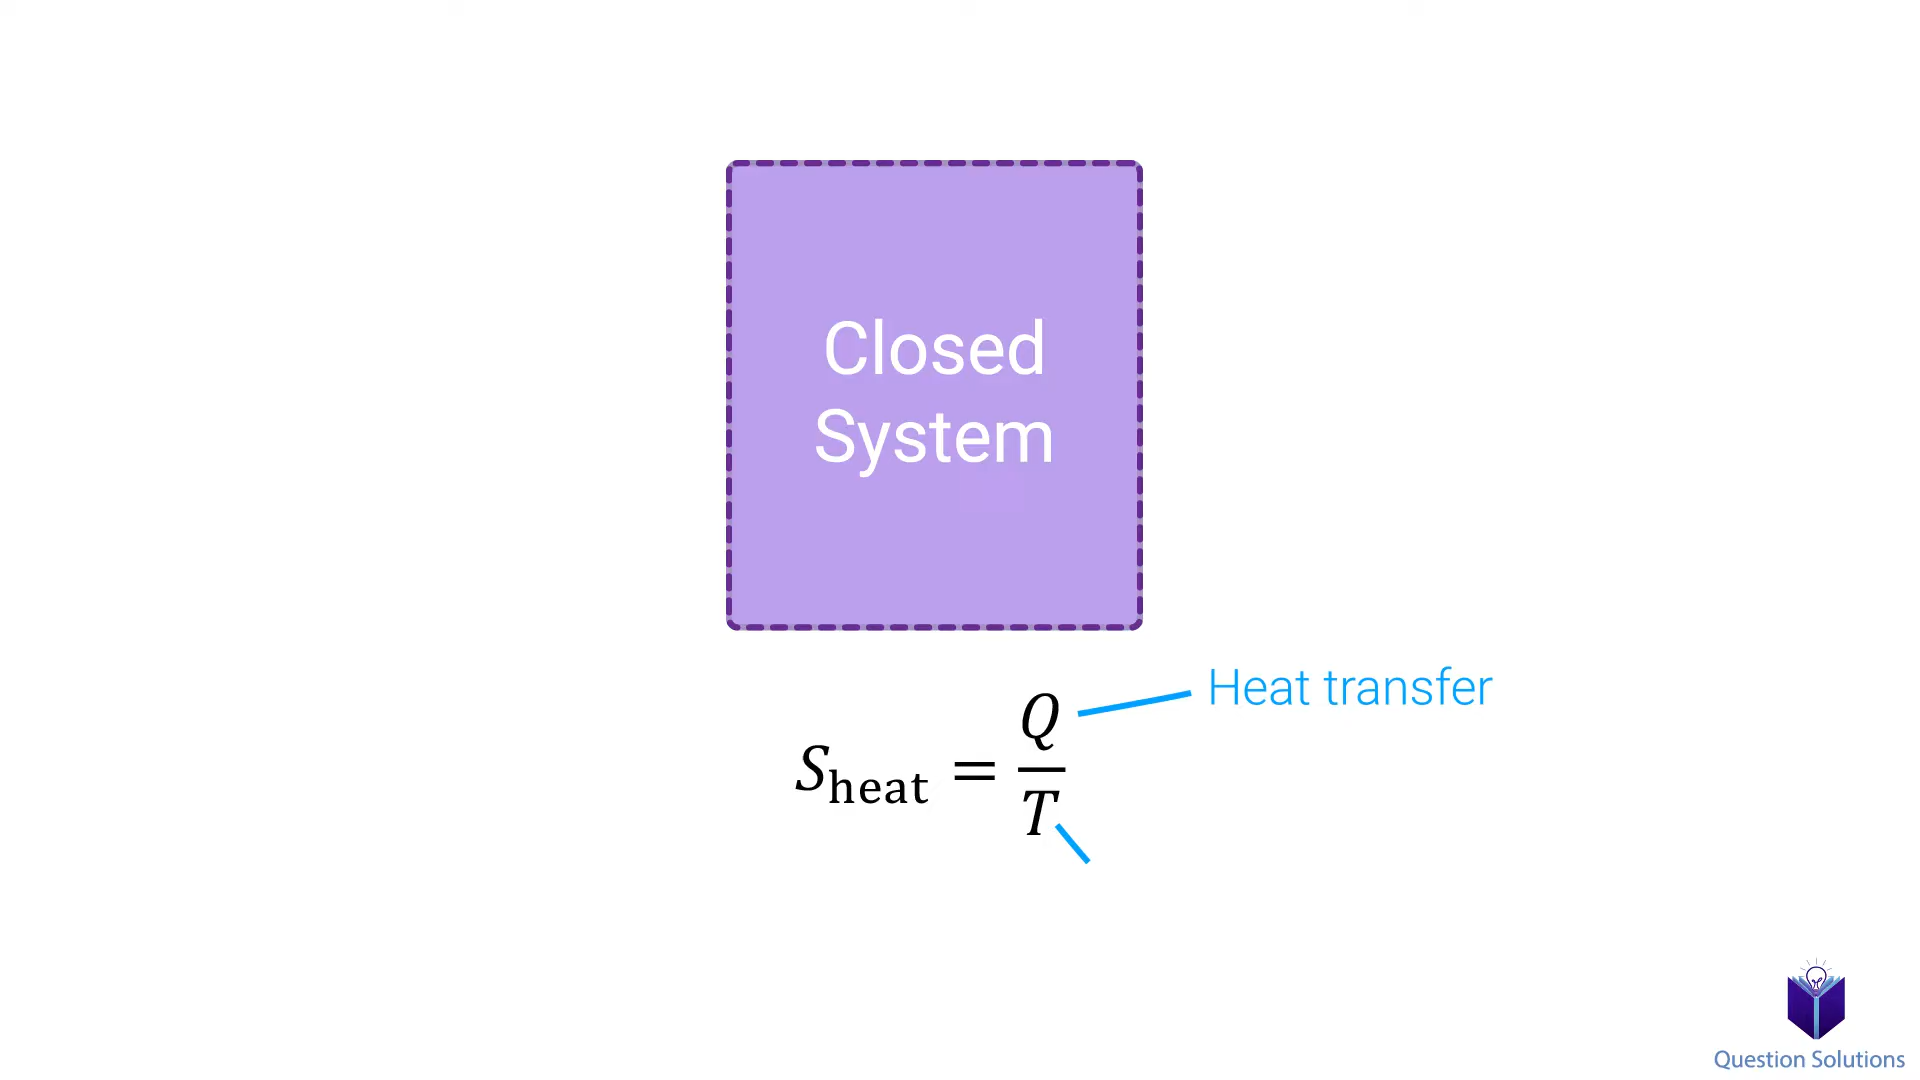 Closed
System
Heat transfer
S_heat = Q/T
Question Solutions